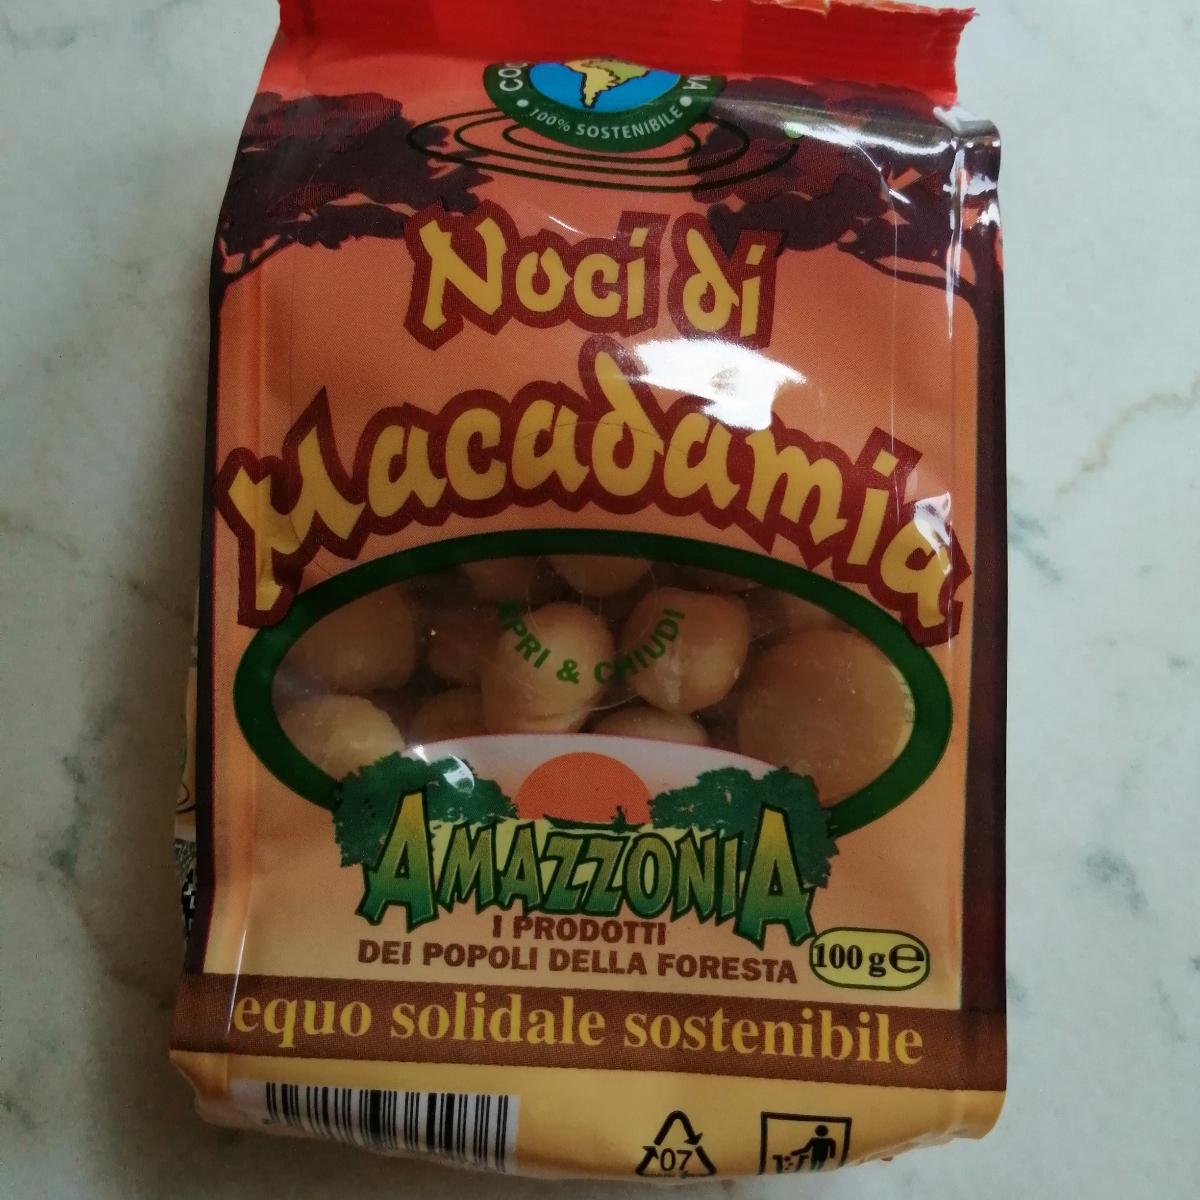 100% SOSTENIBILE
Noci di
Macadamia
APRI & CHIUDI
AMAZZONIA
I PRODOTTI
DEI POPOLI DELLA FORESTA
100 g e
equo solidale sostenibile
07